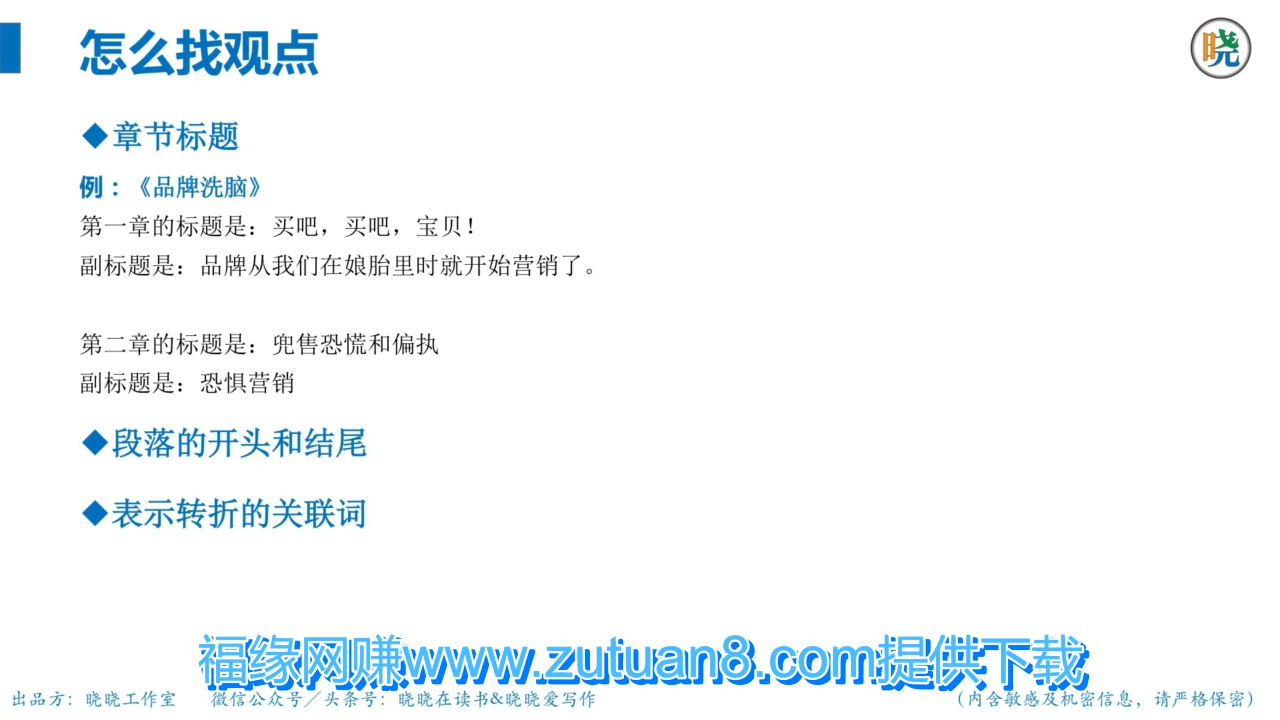 怎么找观点
晓
◆章节标题
例：《品牌洗脑》
第一章的标题是：买吧，买吧，宝贝！
副标题是：品牌从我们在娘胎里时就开始营销了。
第二章的标题是：兜售恐慌和偏执
副标题是：恐惧营销
◆段落的开头和结尾
◆表示转折的关联词
福缘网赚www.zutuan8.com提供下载
出品方：晓晓工作室 微信公众号／头条号：晓晓在读书&晓晓爱写作 （内含敏感及机密信息，请严格保密）